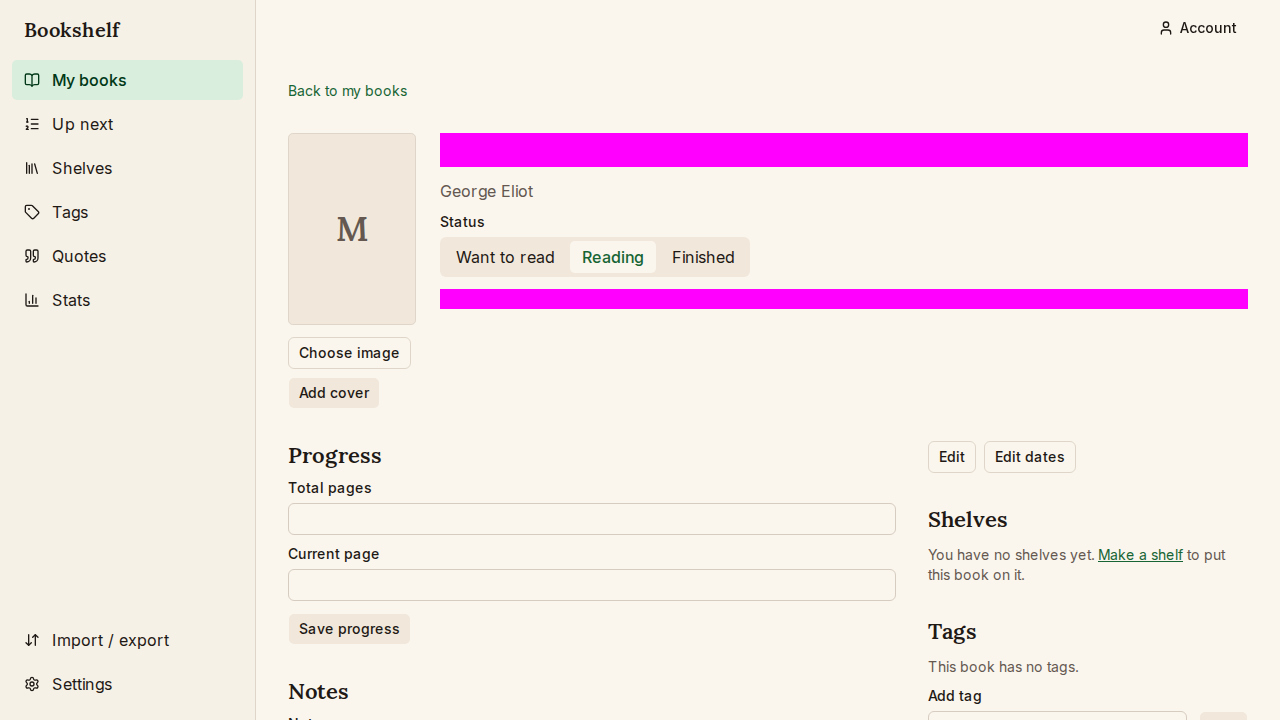 Bookshelf
Account
My books
Up next
Shelves
Tags
Quotes
Stats
Import / export
Settings
Back to my books
M
George Eliot
Status
Want to read
Reading
Finished
Choose image
Add cover
Progress
Total pages
Current page
Save progress
Notes
Edit
Edit dates
Shelves
You have no shelves yet. Make a shelf to put
this book on it.
Tags
This book has no tags.
Add tag